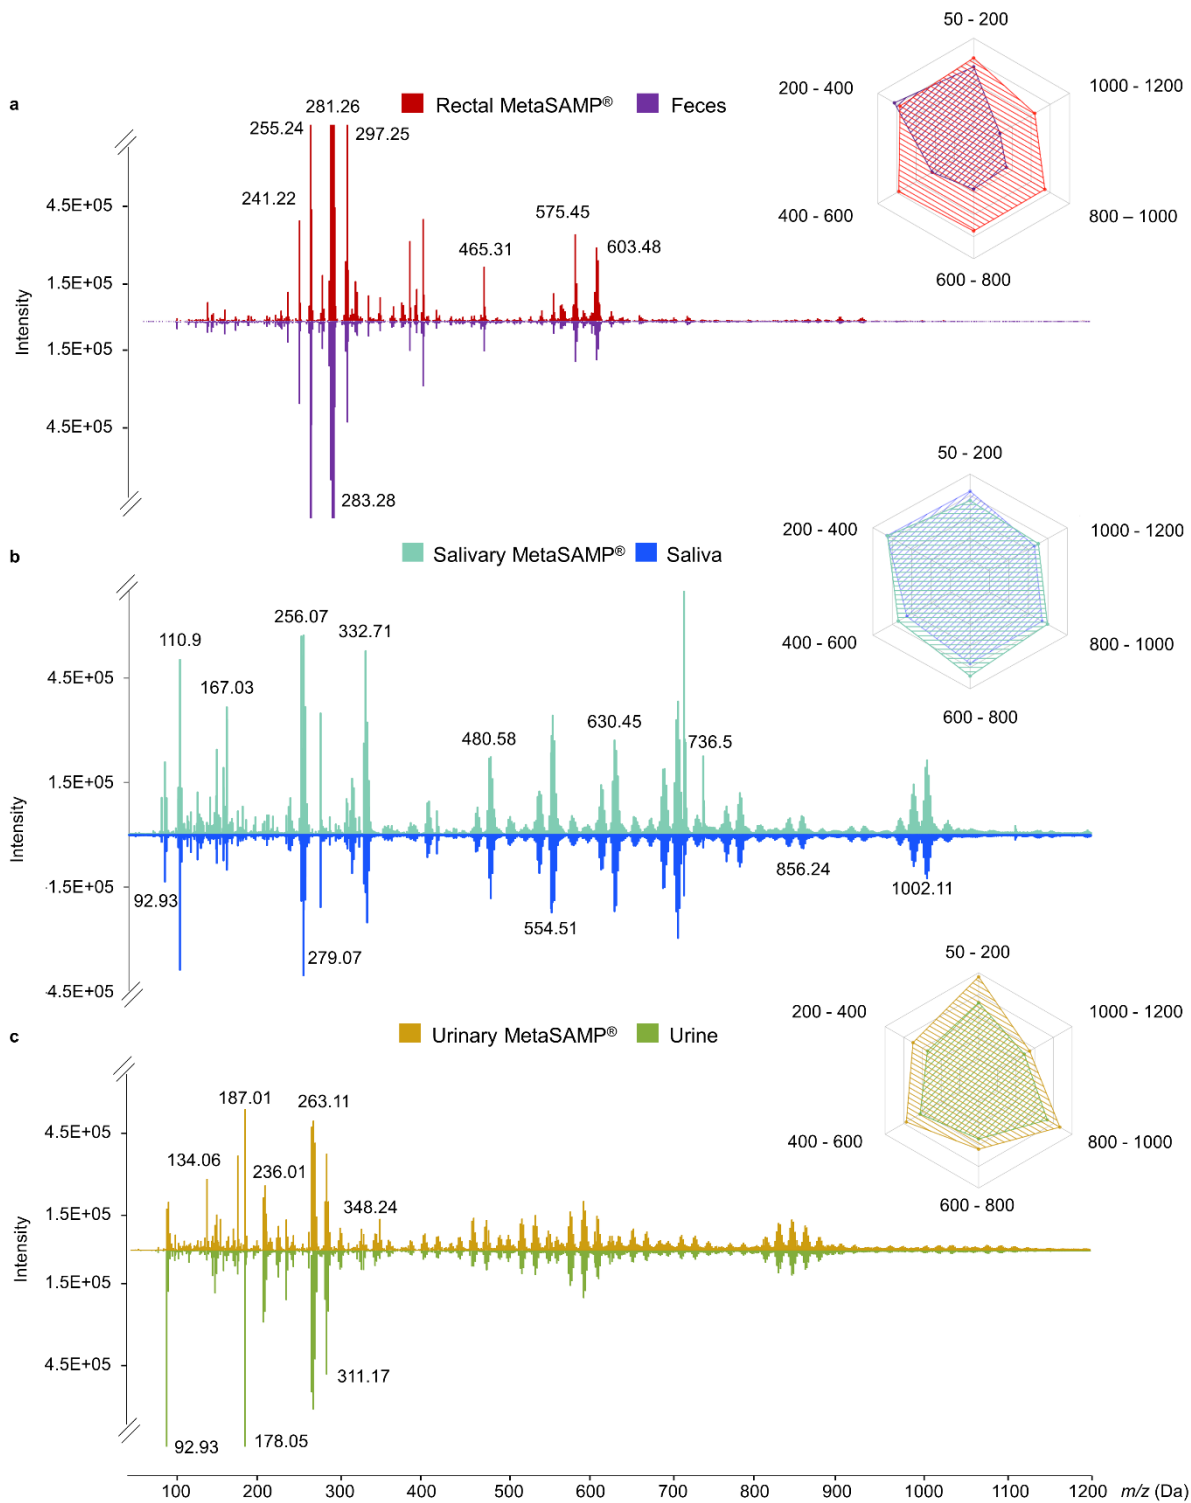 50 - 200
200 - 400
1000 - 1200
a
Rectal MetaSAMP®
Feces
281.26
255.24
297.25
241.22
4.5E+05
575.45
465.31
603.48
400 - 600
800 – 1000
600 - 800
1.5E+05
Intensity
1.5E+05
4.5E+05
283.28
50 - 200
200 - 400
1000 - 1200
b
Salivary MetaSAMP®
Saliva
256.07
332.71
110.9
167.03
4.5E+05
630.45
480.58
736.5
400 - 600
800 - 1000
600 - 800
1.5E+05
Intensity
856.24
1.5E+05
1002.11
92.93
554.51
279.07
4.5E+05
50 - 200
200 - 400
1000 - 1200
c
Urinary MetaSAMP®
Urine
187.01
263.11
4.5E+05
134.06
236.01
348.24
400 - 600
800 - 1000
600 - 800
1.5E+05
Intensity
1.5E+05
4.5E+05
311.17
92.93
178.05
100 200 300 400 500 600 700 800 900 1000 1100 1200 m/z (Da)